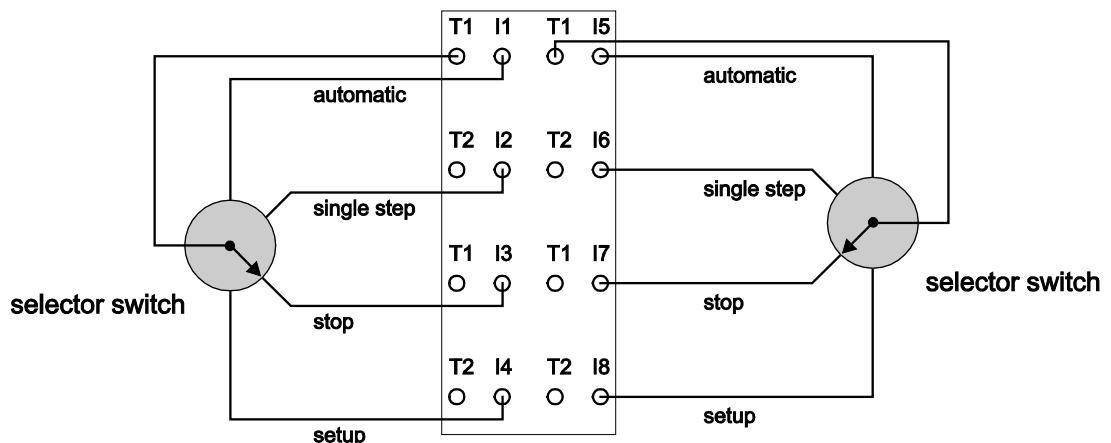 T1 I1 T1 I5
automatic
automatic
T2 I2 T2 I6
single step
single step
T1 I3 T1 I7
selector switch
selector switch
stop
stop
T2 I4 T2 I8
setup
setup